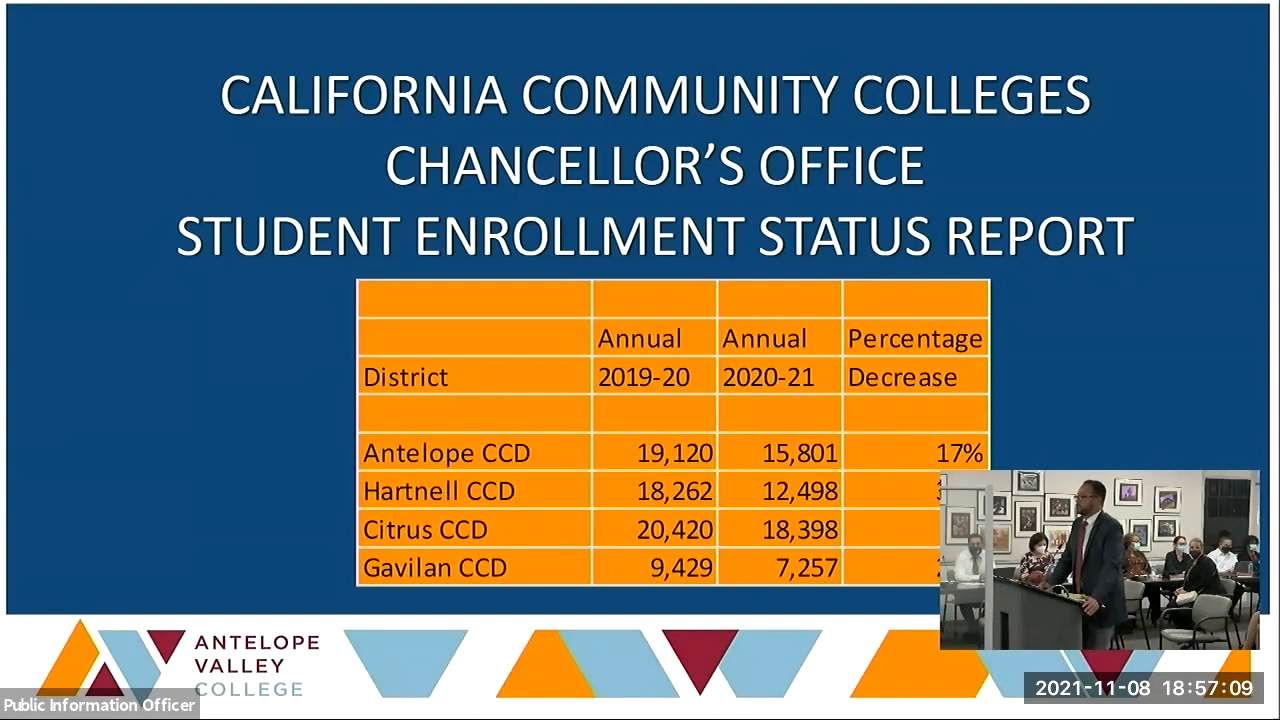 CALIFORNIA COMMUNITY COLLEGES
CHANCELLOR’S OFFICE
STUDENT ENROLLMENT STATUS REPORT
Annual Annual Percentage
District 2019-20 2020-21 Decrease
Antelope CCD 19,120 15,801 17%
Hartnell CCD 18,262 12,498
Citrus CCD 20,420 18,398
Gavilan CCD 9,429 7,257
ANTELOPE
VALLEY
COLLEGE
Public Information Officer
2021-11-08 18:57:09